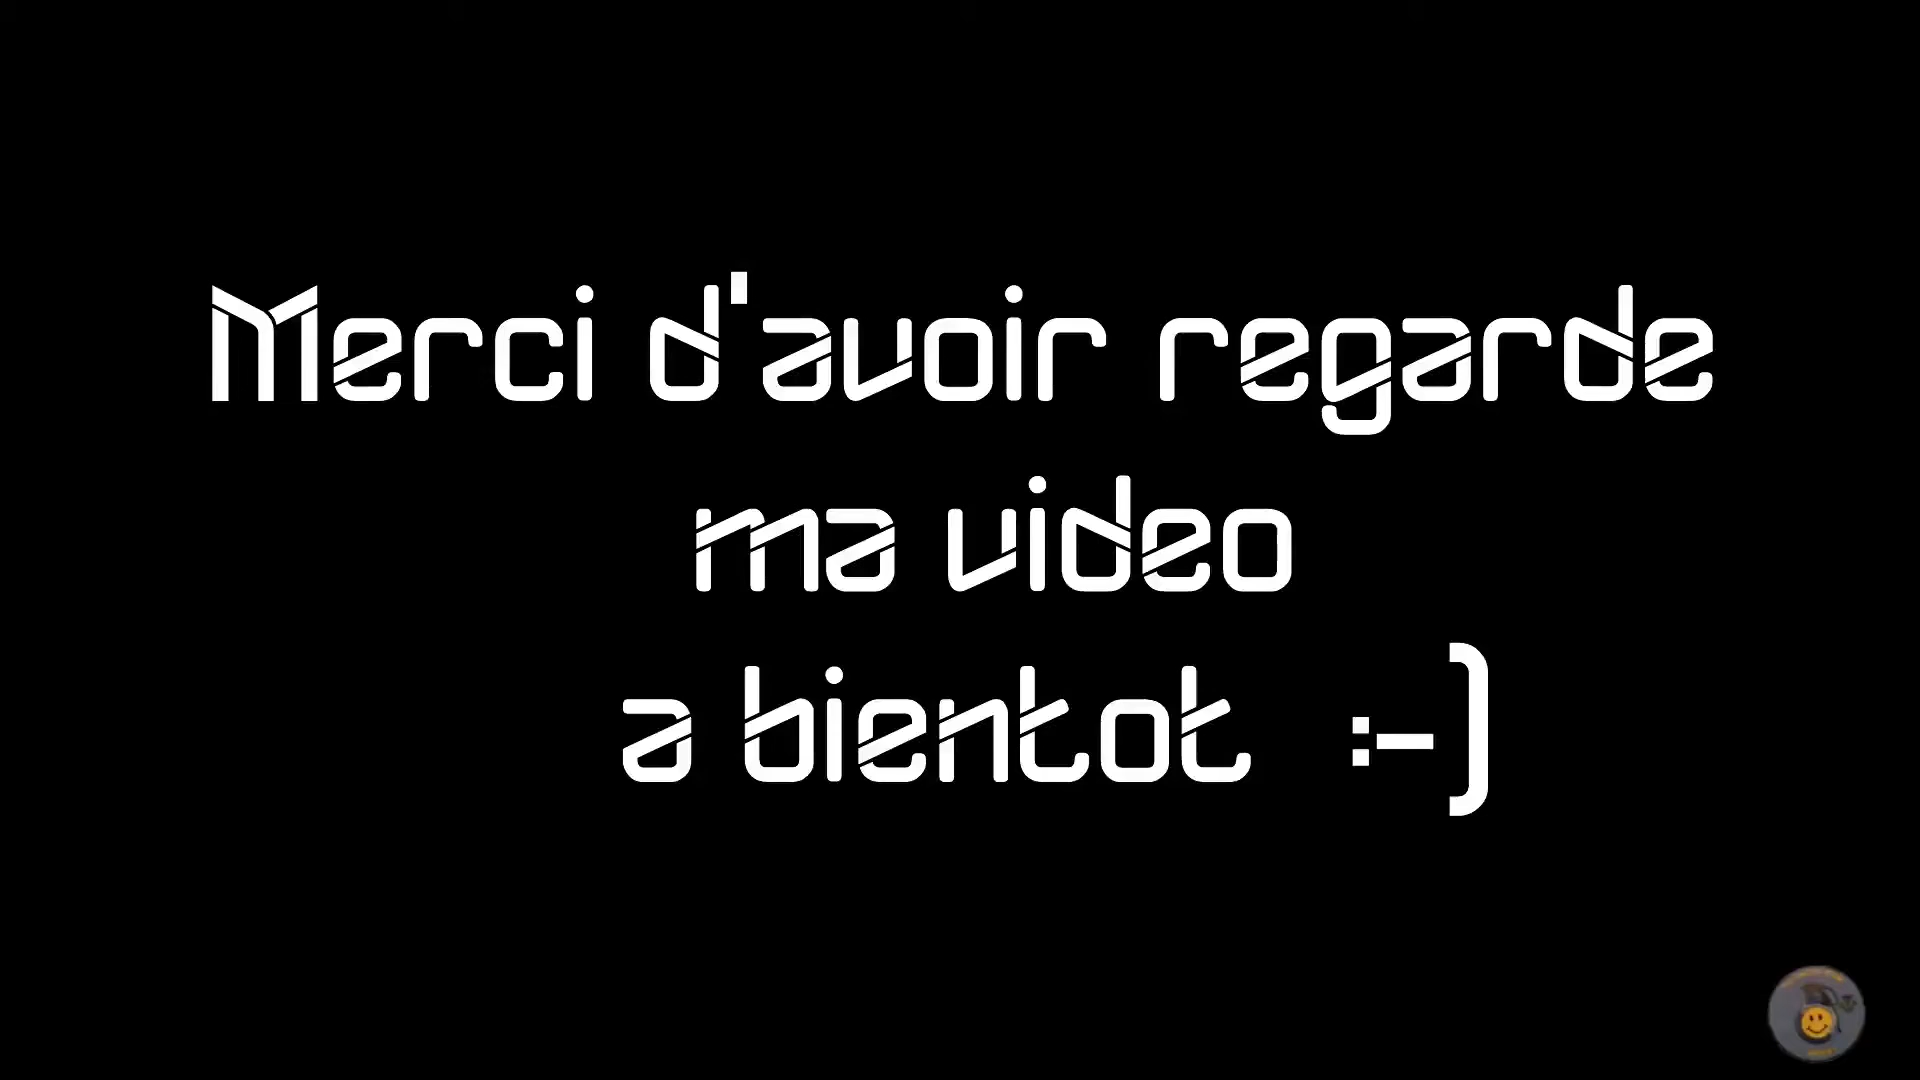 Merci d'avoir regarde
ma video
a bientot :-)